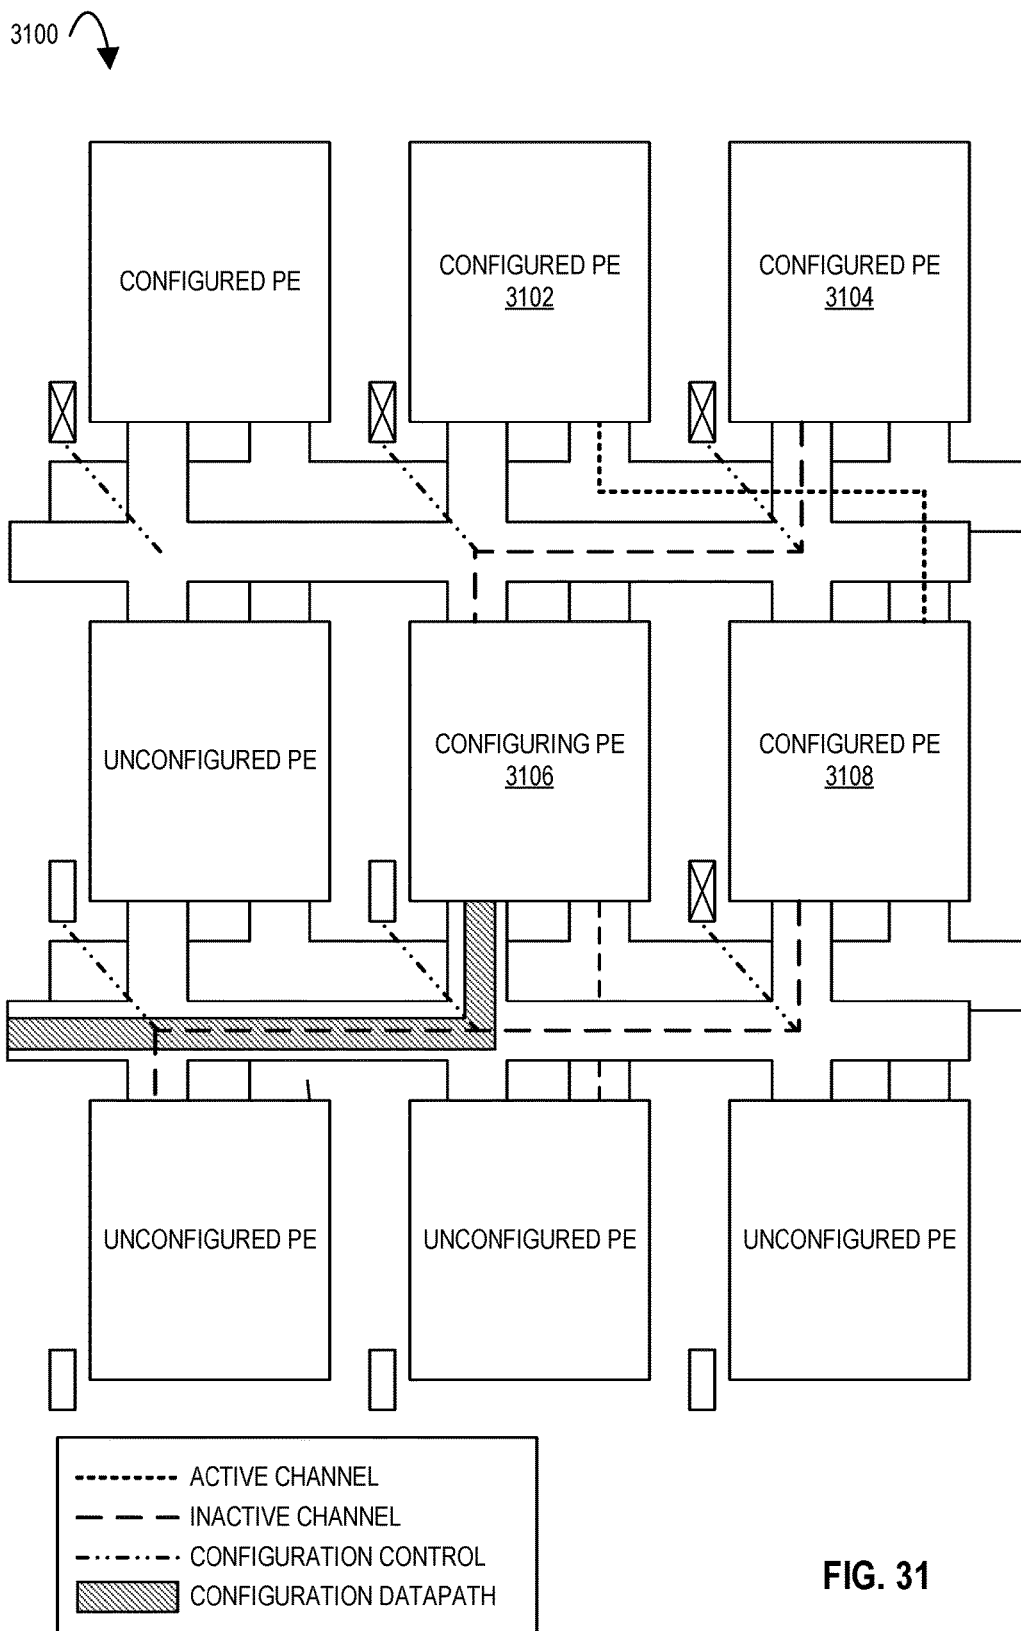 3100
CONFIGURED PE
CONFIGURED PE
3102
CONFIGURED PE
3104
UNCONFIGURED PE
CONFIGURING PE
3106
CONFIGURED PE
3108
UNCONFIGURED PE
UNCONFIGURED PE
UNCONFIGURED PE
ACTIVE CHANNEL
INACTIVE CHANNEL
CONFIGURATION CONTROL
CONFIGURATION DATAPATH
FIG. 31